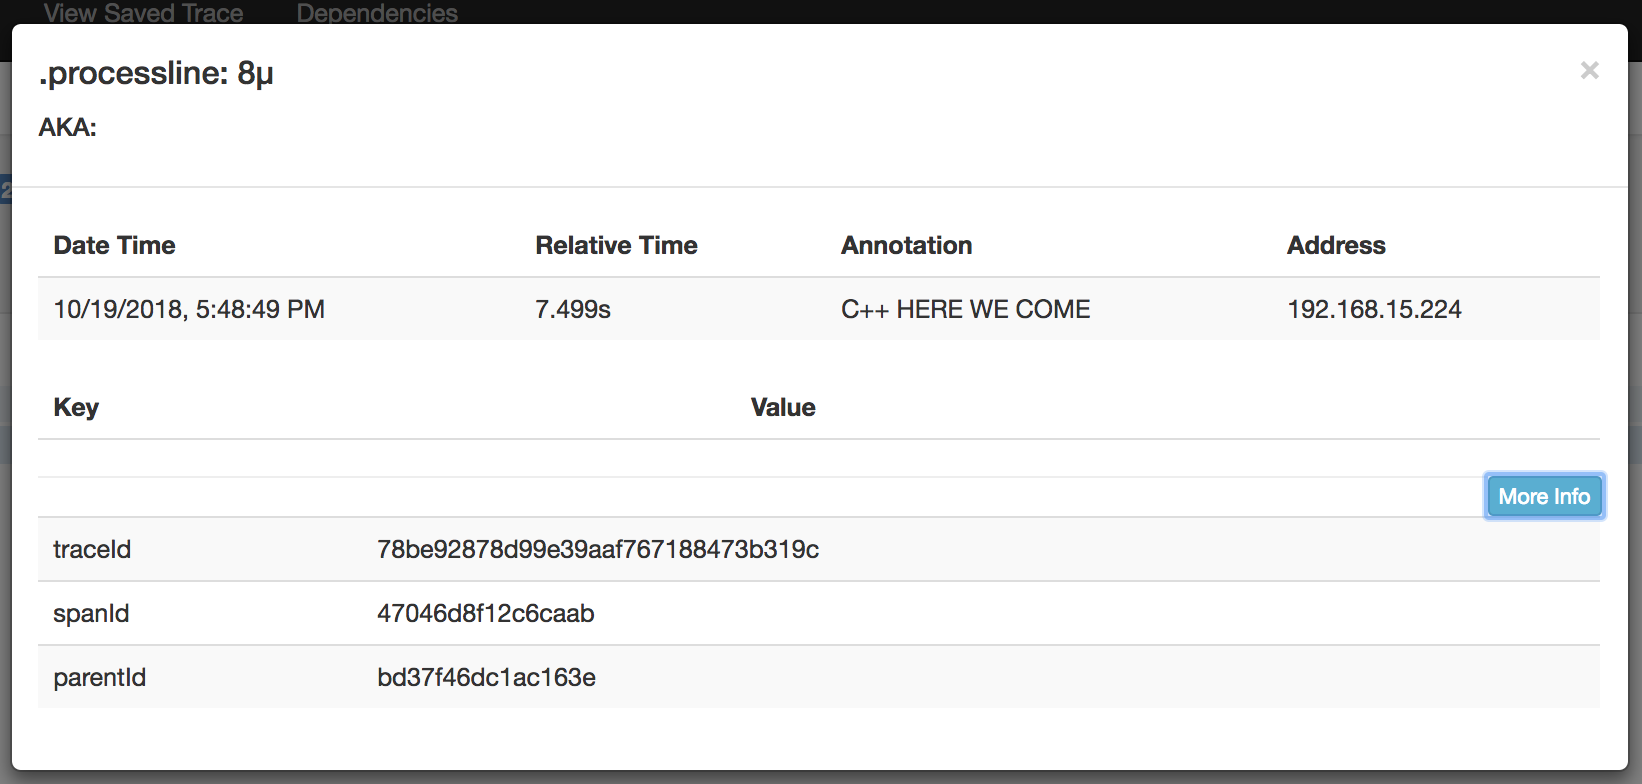 View Saved Trace Dependencies
.processline: 8μ
×
AKA:
2
Date Time Relative Time Annotation Address
10/19/2018, 5:48:49 PM 7.499s C++ HERE WE COME 192.168.15.224
Key Value
More Info
traceId 78be92878d99e39aaf767188473b319c
spanId 47046d8f12c6caab
parentId bd37f46dc1ac163e